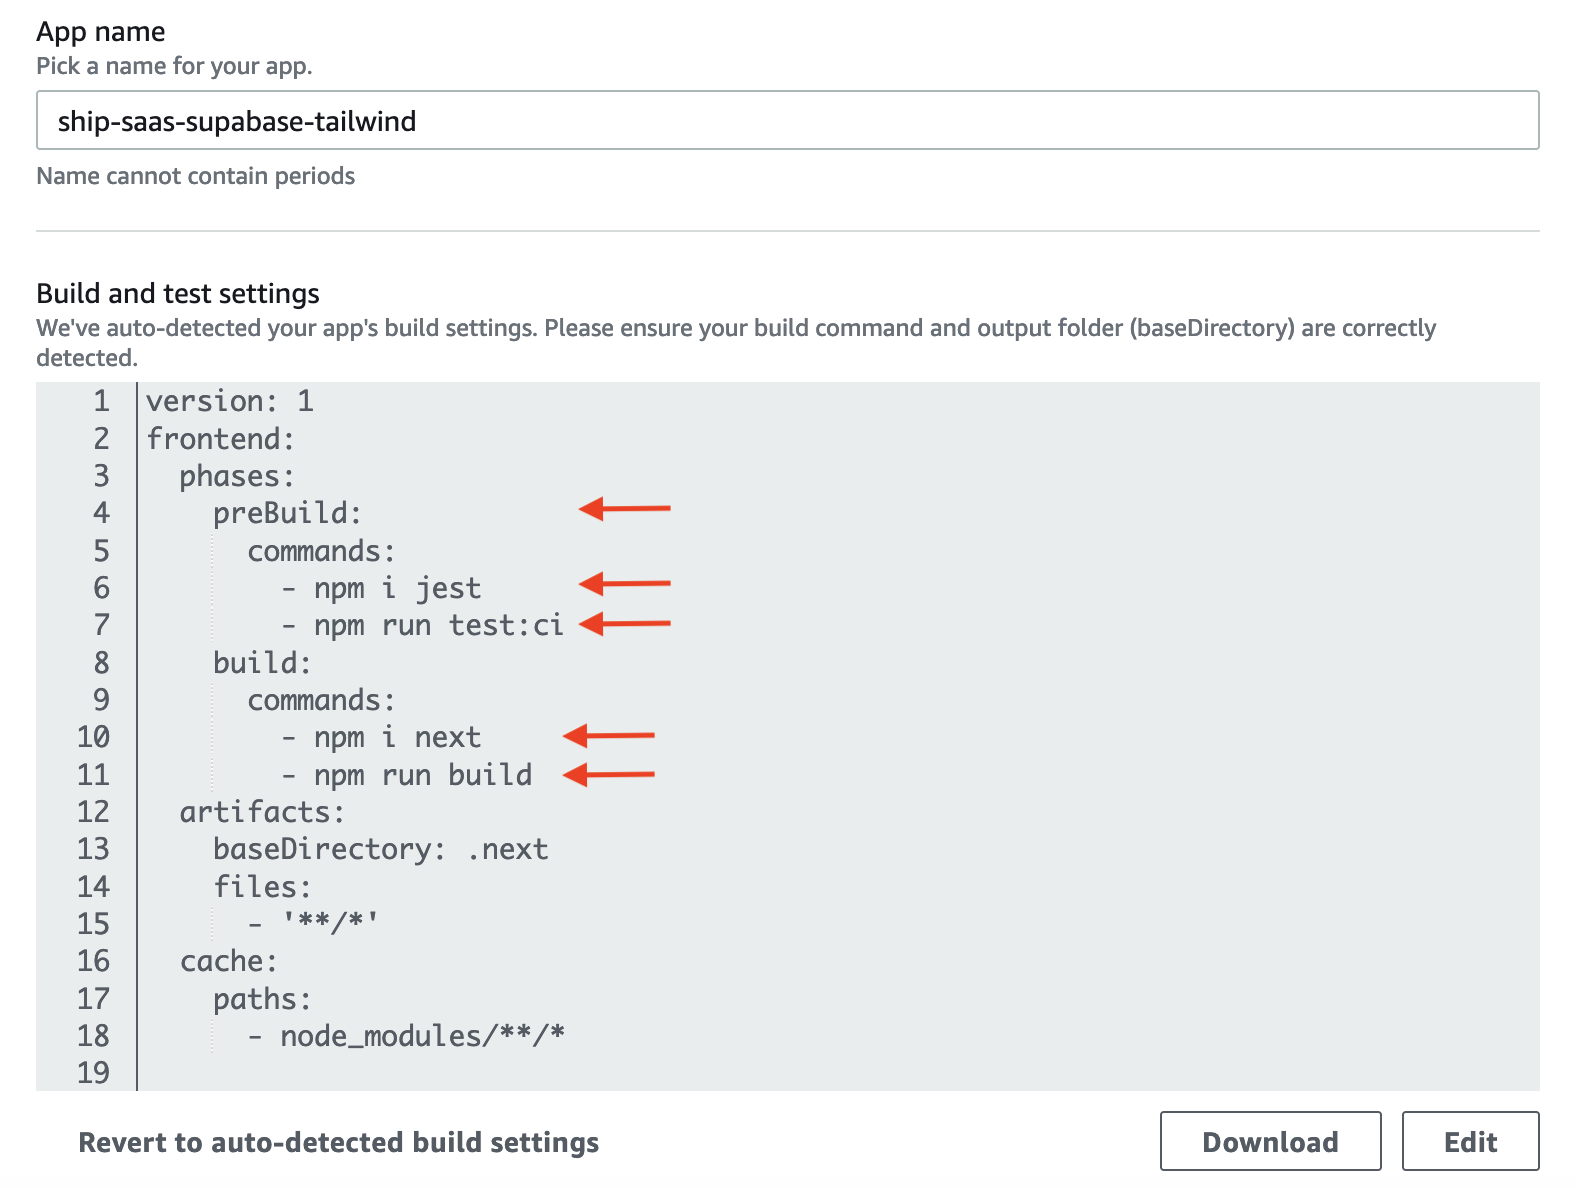 App name
Pick a name for your app.
ship-saas-supabase-tailwind
Name cannot contain periods
Build and test settings
We've auto-detected your app's build settings. Please ensure your build command and output folder (baseDirectory) are correctly
detected.
1 version: 1
2 frontend:
3   phases:
4     preBuild:
5       commands:
6         - npm i jest
7         - npm run test:ci
8     build:
9       commands:
10         - npm i next
11         - npm run build
12   artifacts:
13     baseDirectory: .next
14     files:
15       - '**/*'
16   cache:
17     paths:
18       - node_modules/**/*
19
Revert to auto-detected build settings
Download
Edit